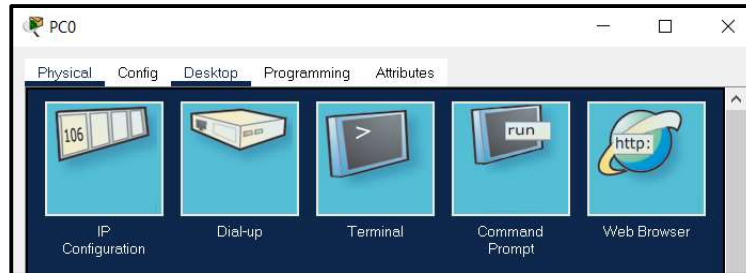 PC0
Physical Config Desktop Programming Attributes
106
>
run
http:
IP Configuration
Dial-up
Terminal
Command Prompt
Web Browser